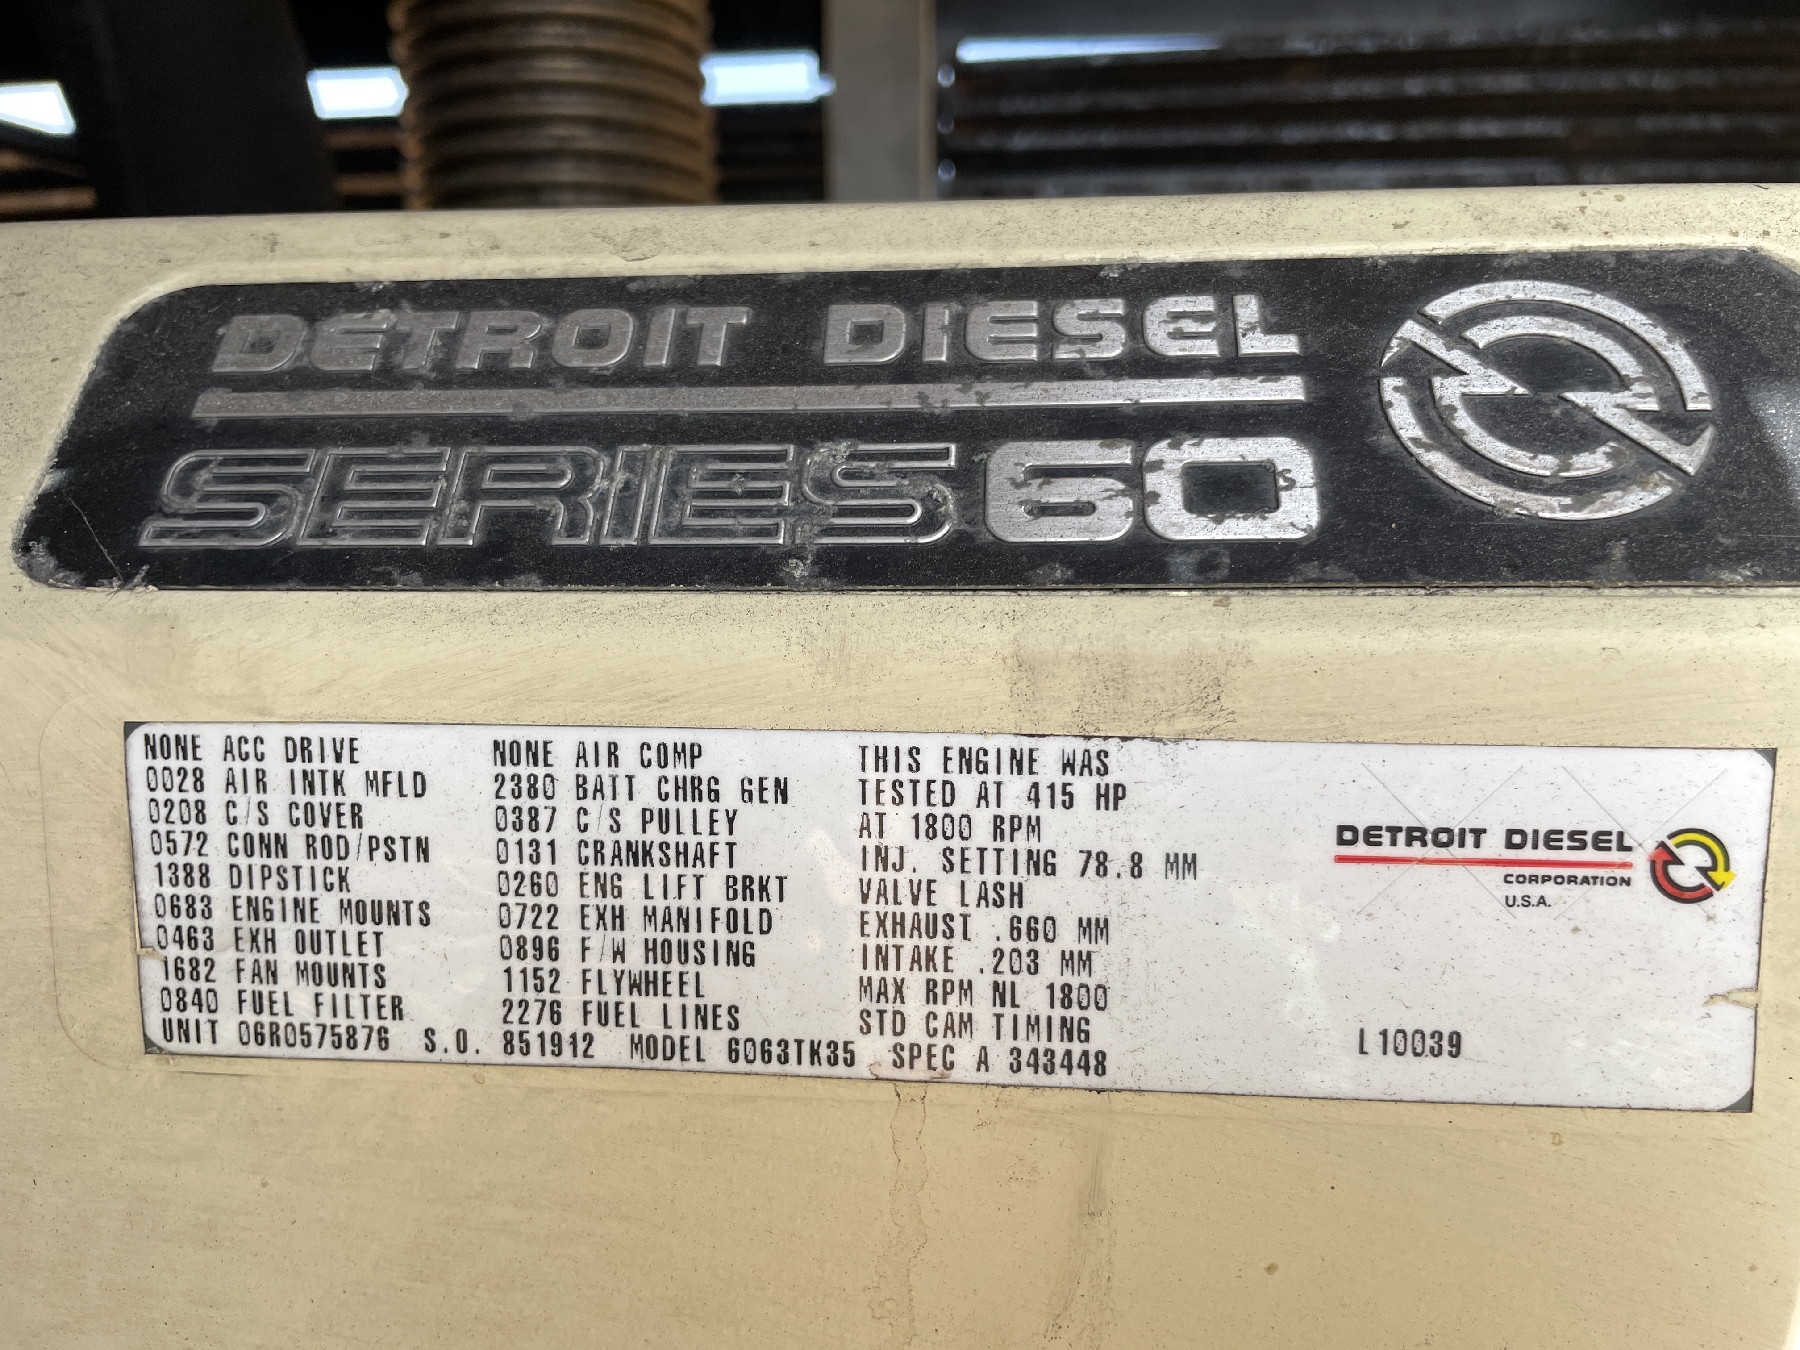 DETROIT DIESEL
SERIES 60
NONE ACC DRIVE
0028 AIR INTK MFLD
0208 C/S COVER
0572 CONN ROD/PSTN
1388 DIPSTICK
0683 ENGINE MOUNTS
0463 EXH OUTLET
1682 FAN MOUNTS
0840 FUEL FILTER
NONE AIR COMP
2380 BATT CHRG GEN
0387 C/S PULLEY
0131 CRANKSHAFT
0260 ENG LIFT BRKT
0722 EXH MANIFOLD
0896 F/W HOUSING
1152 FLYWHEEL
2276 FUEL LINES
THIS ENGINE WAS
TESTED AT 415 HP
AT 1800 RPM
INJ. SETTING 78.8 MM
VALVE LASH
EXHAUST .660 MM
INTAKE .203 MM
MAX RPM NL 1800
STD CAM TIMING
UNIT 06R0575876 S.O. 851912 MODEL 6063TK35 SPEC A 343448
DETROIT DIESEL
CORPORATION
U.S.A.
L10039